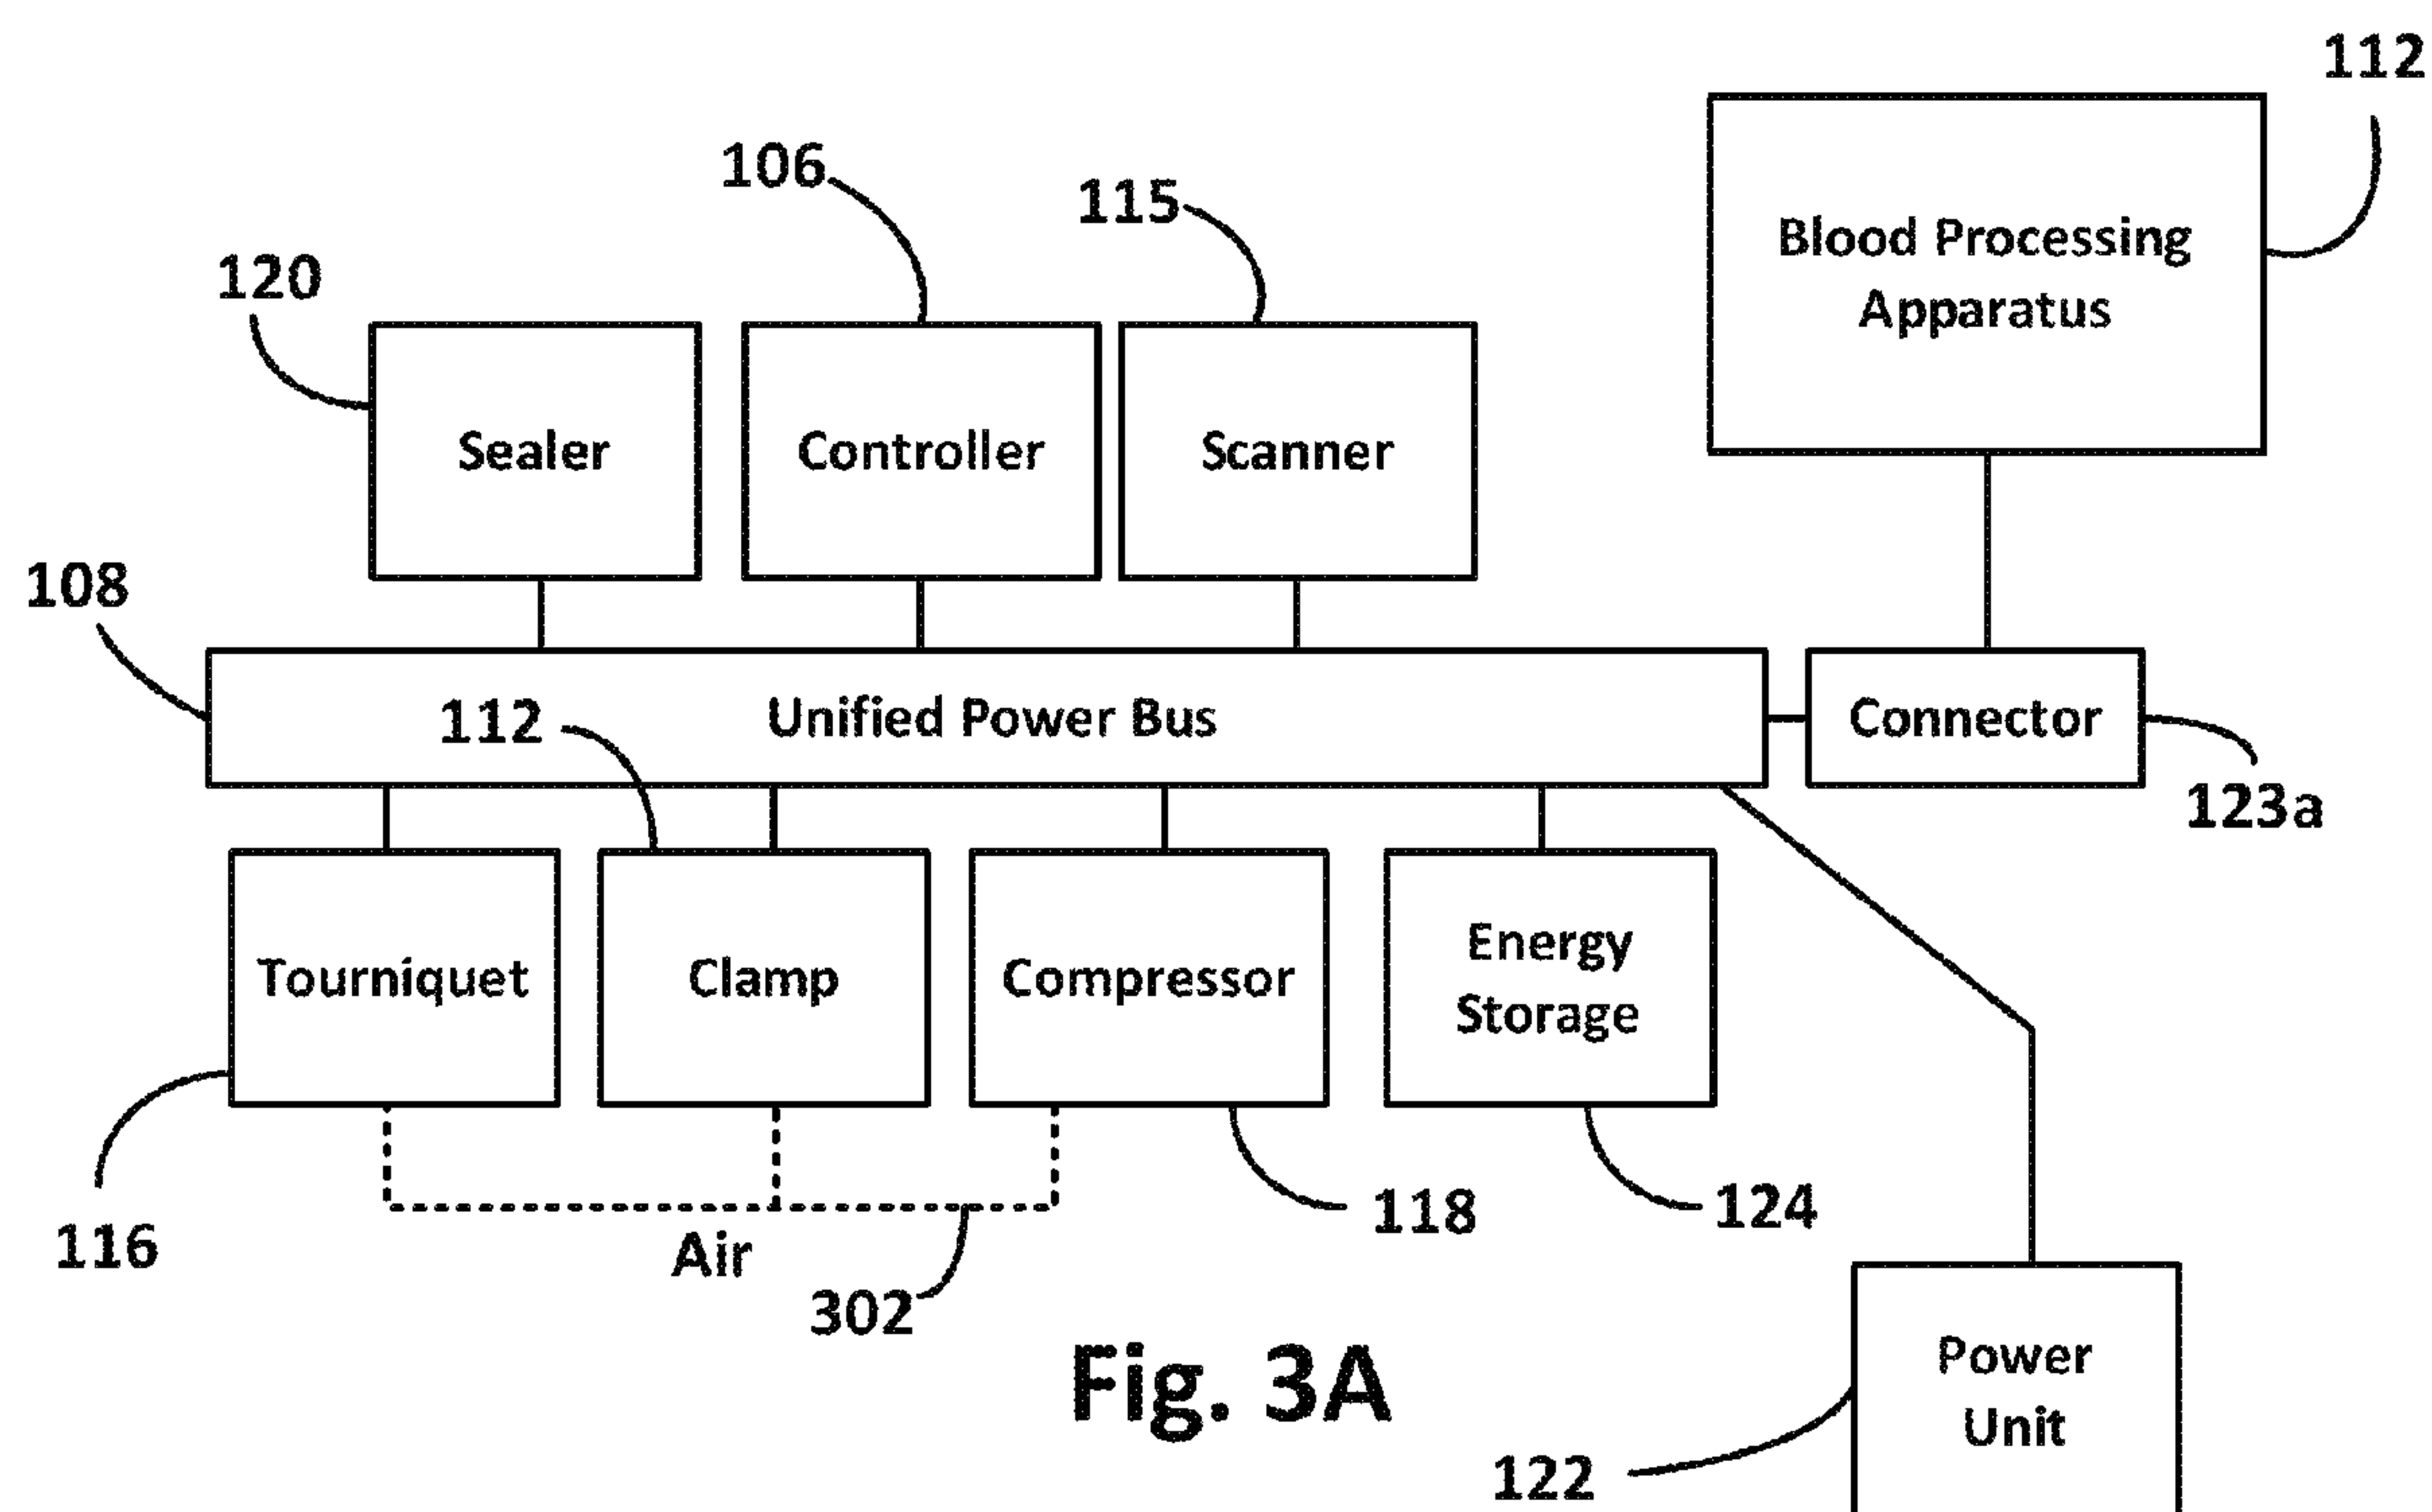 112
106
115
Blood Processing
Apparatus
120
Sealer
Controller
Scanner
108
112
Unified Power Bus
Connector
123a
Tourniquet
Clamp
Compressor
Energy
Storage
116
Air
302
118
124
Fig. 3A
Power
Unit
122